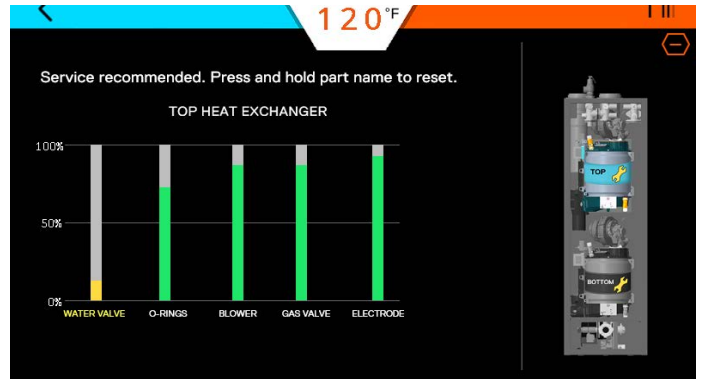 120°F
Service recommended. Press and hold part name to reset.
TOP HEAT EXCHANGER
100%
50%
0%
WATER VALVE
O-RINGS
BLOWER
GAS VALVE
ELECTRODE
TOP
BOTTOM